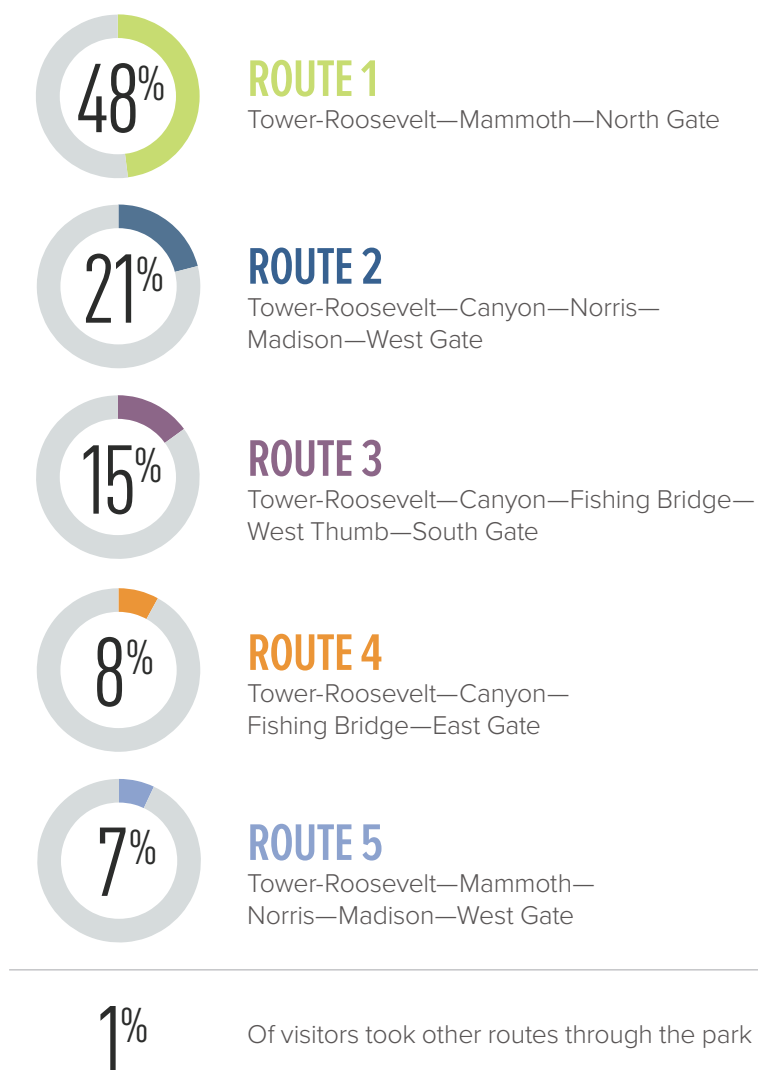 48%
ROUTE 1
Tower-Roosevelt—Mammoth—North Gate
21%
ROUTE 2
Tower-Roosevelt—Canyon—Norris—
Madison—West Gate
15%
ROUTE 3
Tower-Roosevelt—Canyon—Fishing Bridge—
West Thumb—South Gate
8%
ROUTE 4
Tower-Roosevelt—Canyon—
Fishing Bridge—East Gate
7%
ROUTE 5
Tower-Roosevelt—Mammoth—
Norris—Madison—West Gate
1%
Of visitors took other routes through the park